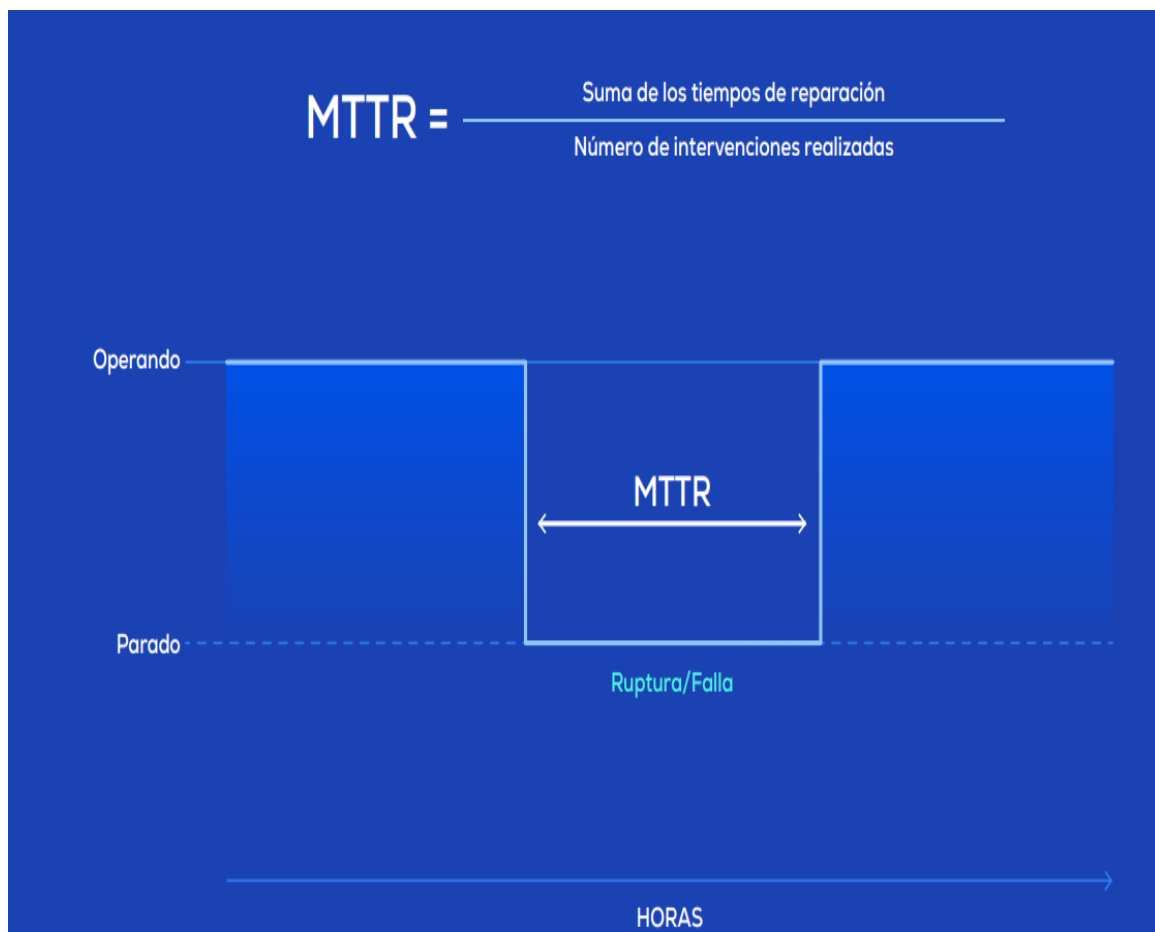 Suma de los tiempos de reparación
MTTR =
Número de intervenciones realizadas
Operando
MTTR
Parado
Ruptura/Falla
HORAS